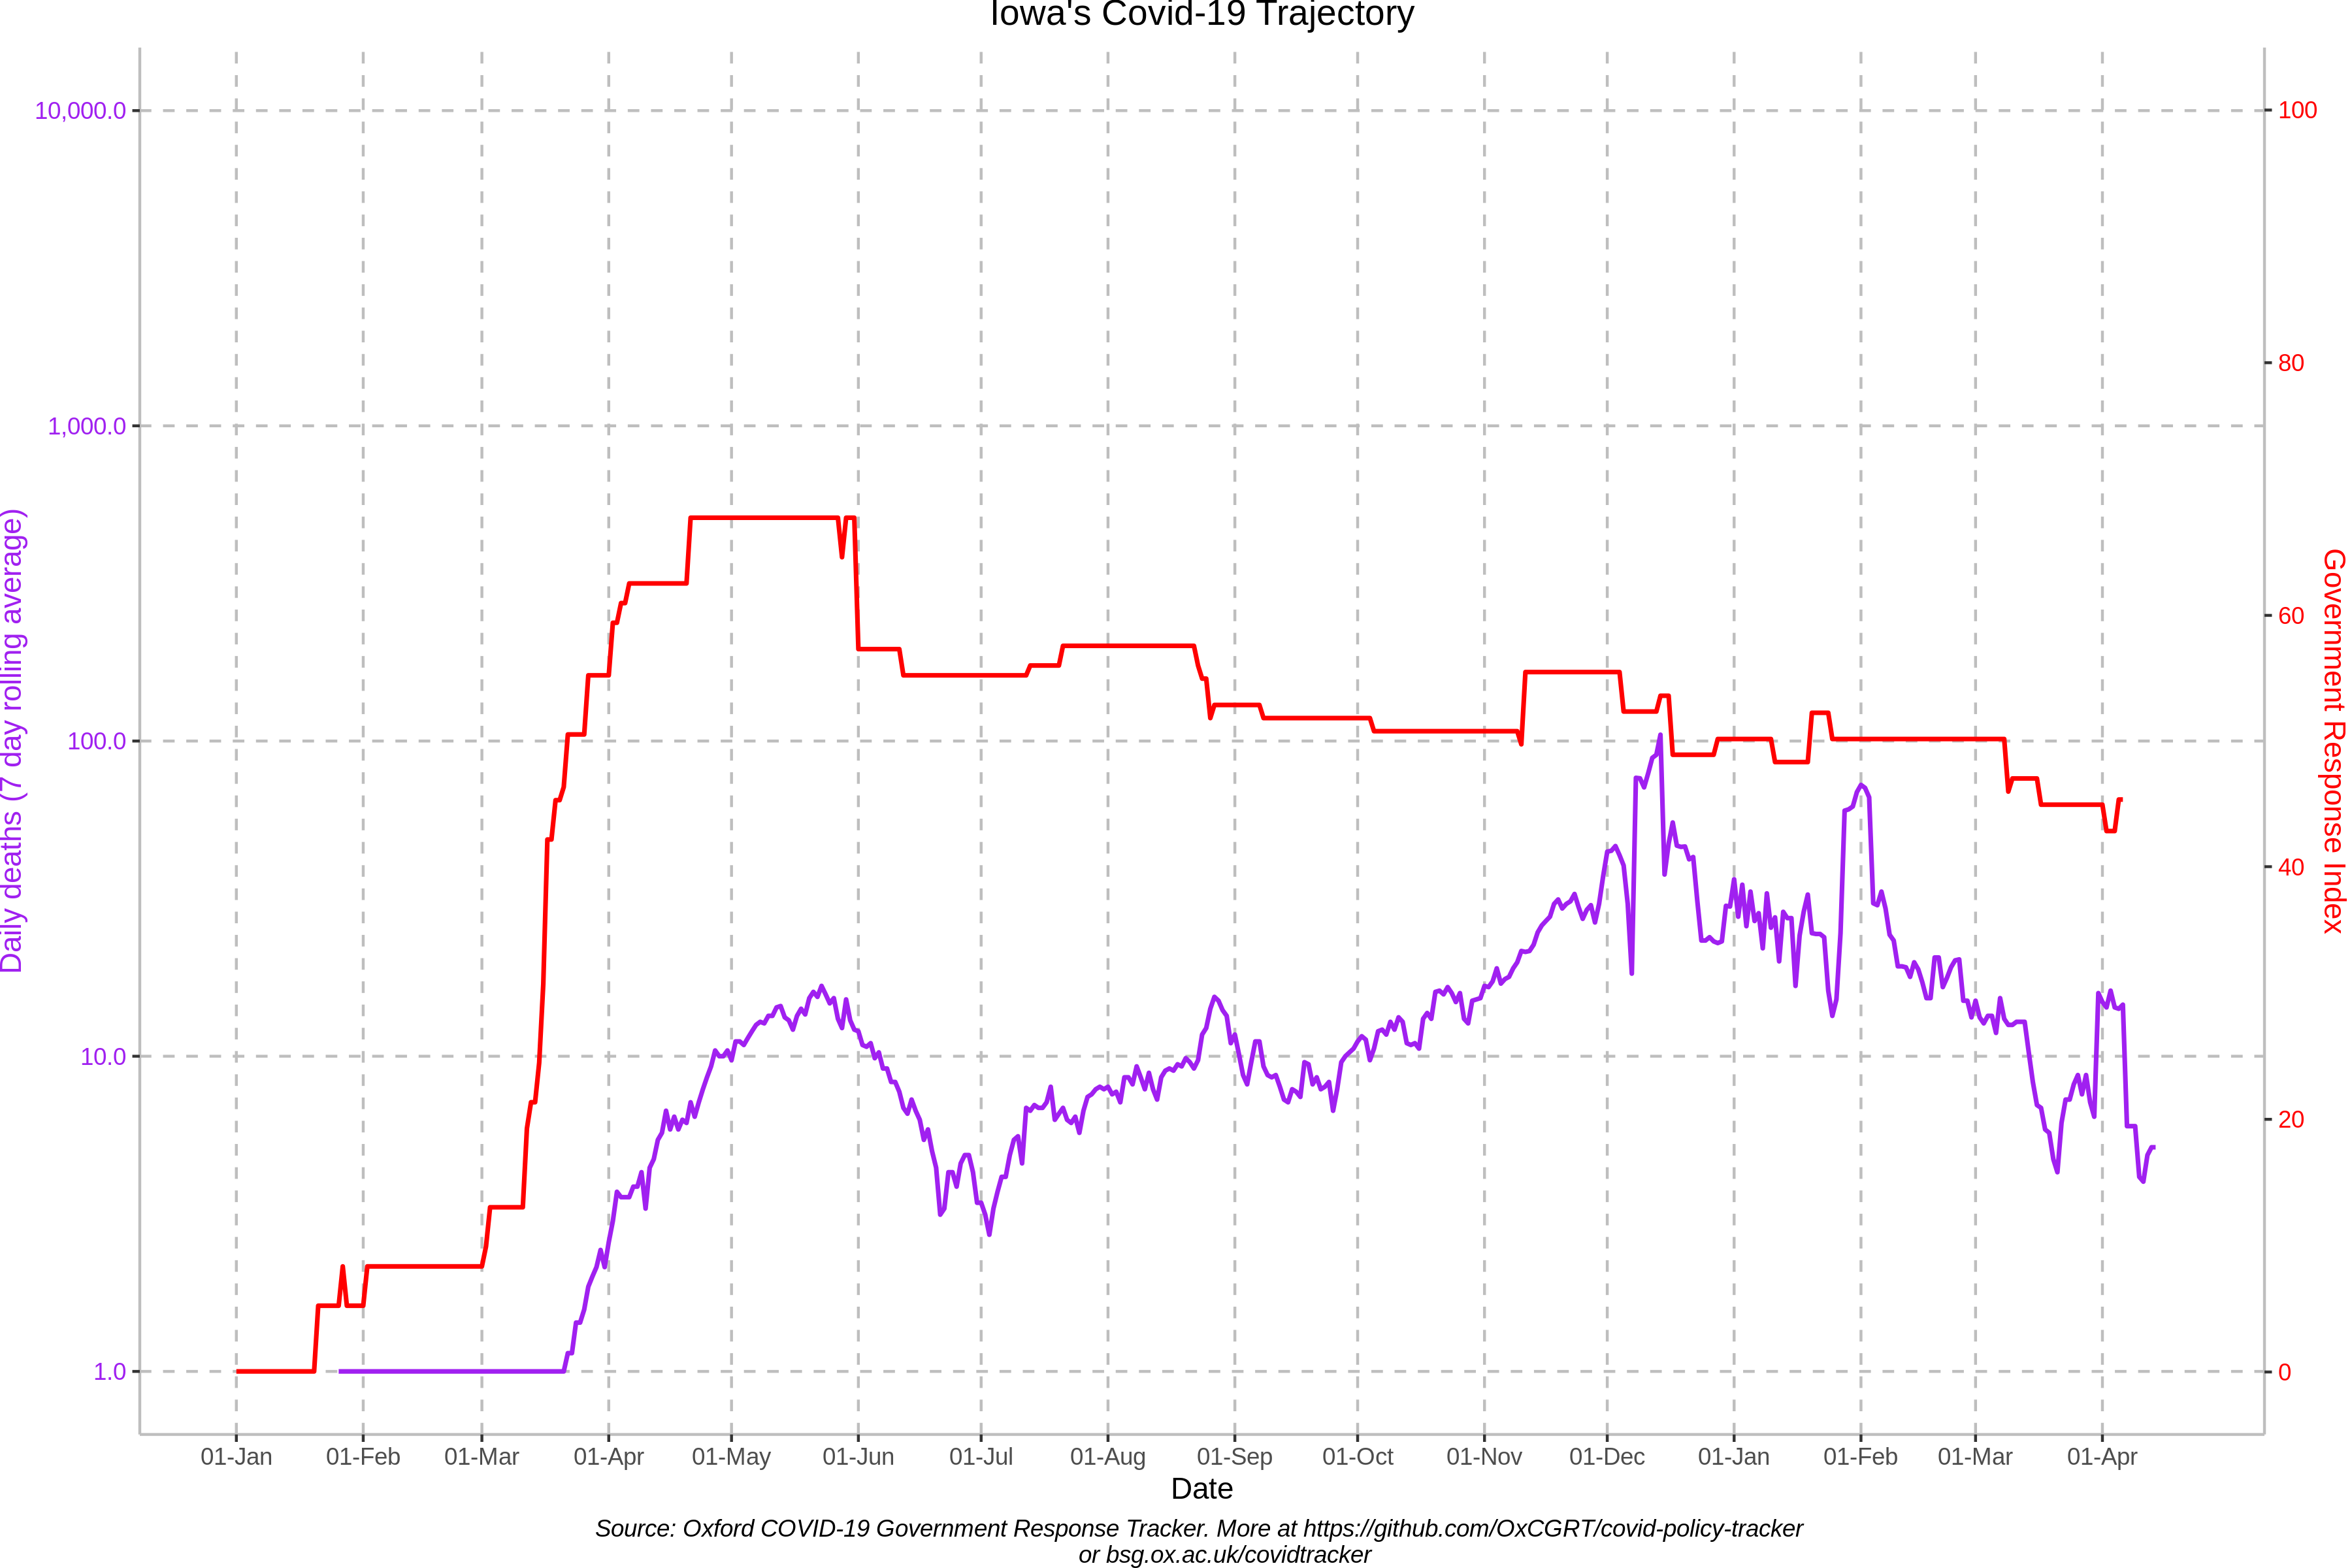 Iowa's Covid-19 Trajectory
10,000.0
1,000.0
100.0
10.0
1.0
Daily deaths (7 day rolling average)
100
80
60
40
20
0
Government Response Index
01-Jan 01-Feb 01-Mar 01-Apr 01-May 01-Jun 01-Jul 01-Aug 01-Sep 01-Oct 01-Nov 01-Dec 01-Jan 01-Feb 01-Mar 01-Apr
Date
Source: Oxford COVID-19 Government Response Tracker. More at https://github.com/OxCGRT/covid-policy-tracker
or bsg.ox.ac.uk/covidtracker